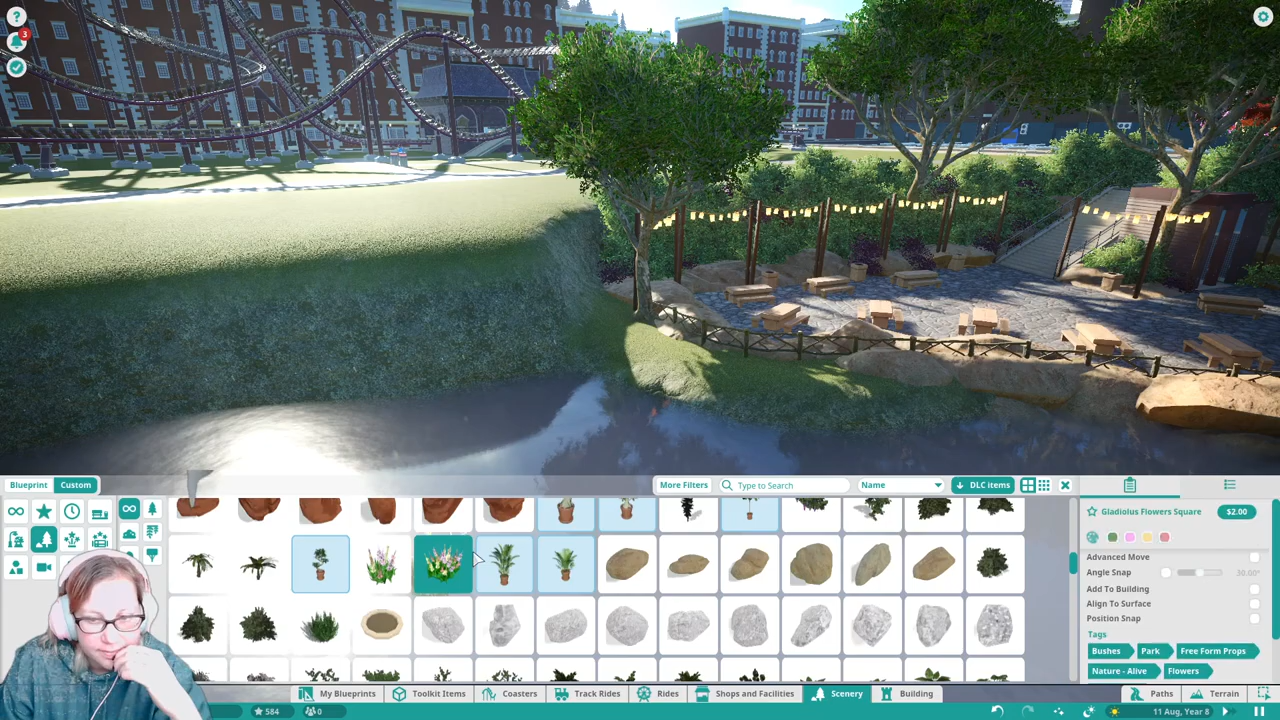 ?
3
Blueprint Custom More Filters Type to Search Name DLC items
Gladiolus Flowers Square $2.00
Advanced Move
Angle Snap 30.00°
Add To Building
Align To Surface
Position Snap
Tags
Bushes Park Free Form Props
Nature - Alive Flowers
My Blueprints Toolkit Items Coasters Track Rides Rides Shops and Facilities Scenery Building Paths Terrain
584 0 11 Aug, Year 8